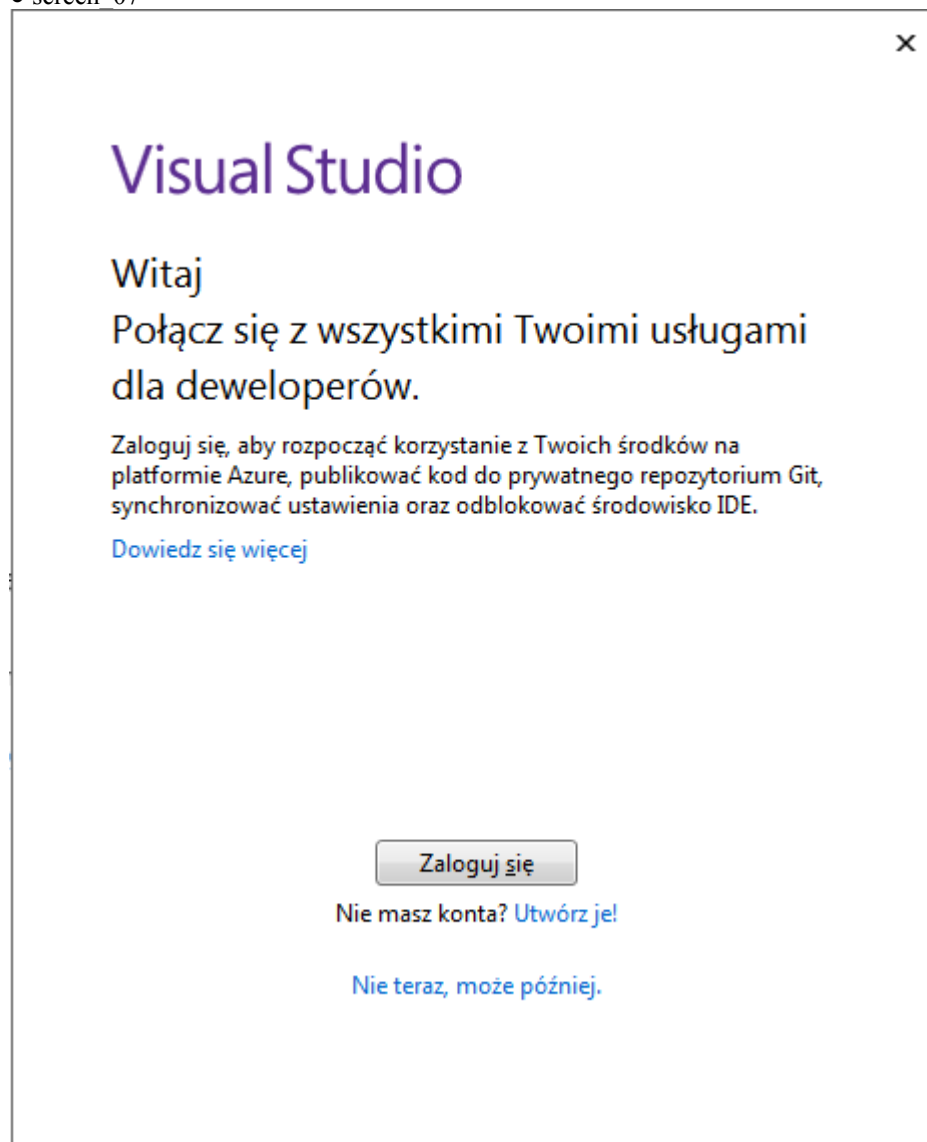 screen_07
Visual Studio
Witaj
Połącz się z wszystkimi Twoimi usługami
dla deweloperów.
Zaloguj się, aby rozpocząć korzystanie z Twoich środków na
platformie Azure, publikować kod do prywatnego repozytorium Git,
synchronizować ustawienia oraz odblokować środowisko IDE.
Dowiedz się więcej
Zaloguj się
Nie masz konta? Utwórz je!
Nie teraz, może później.